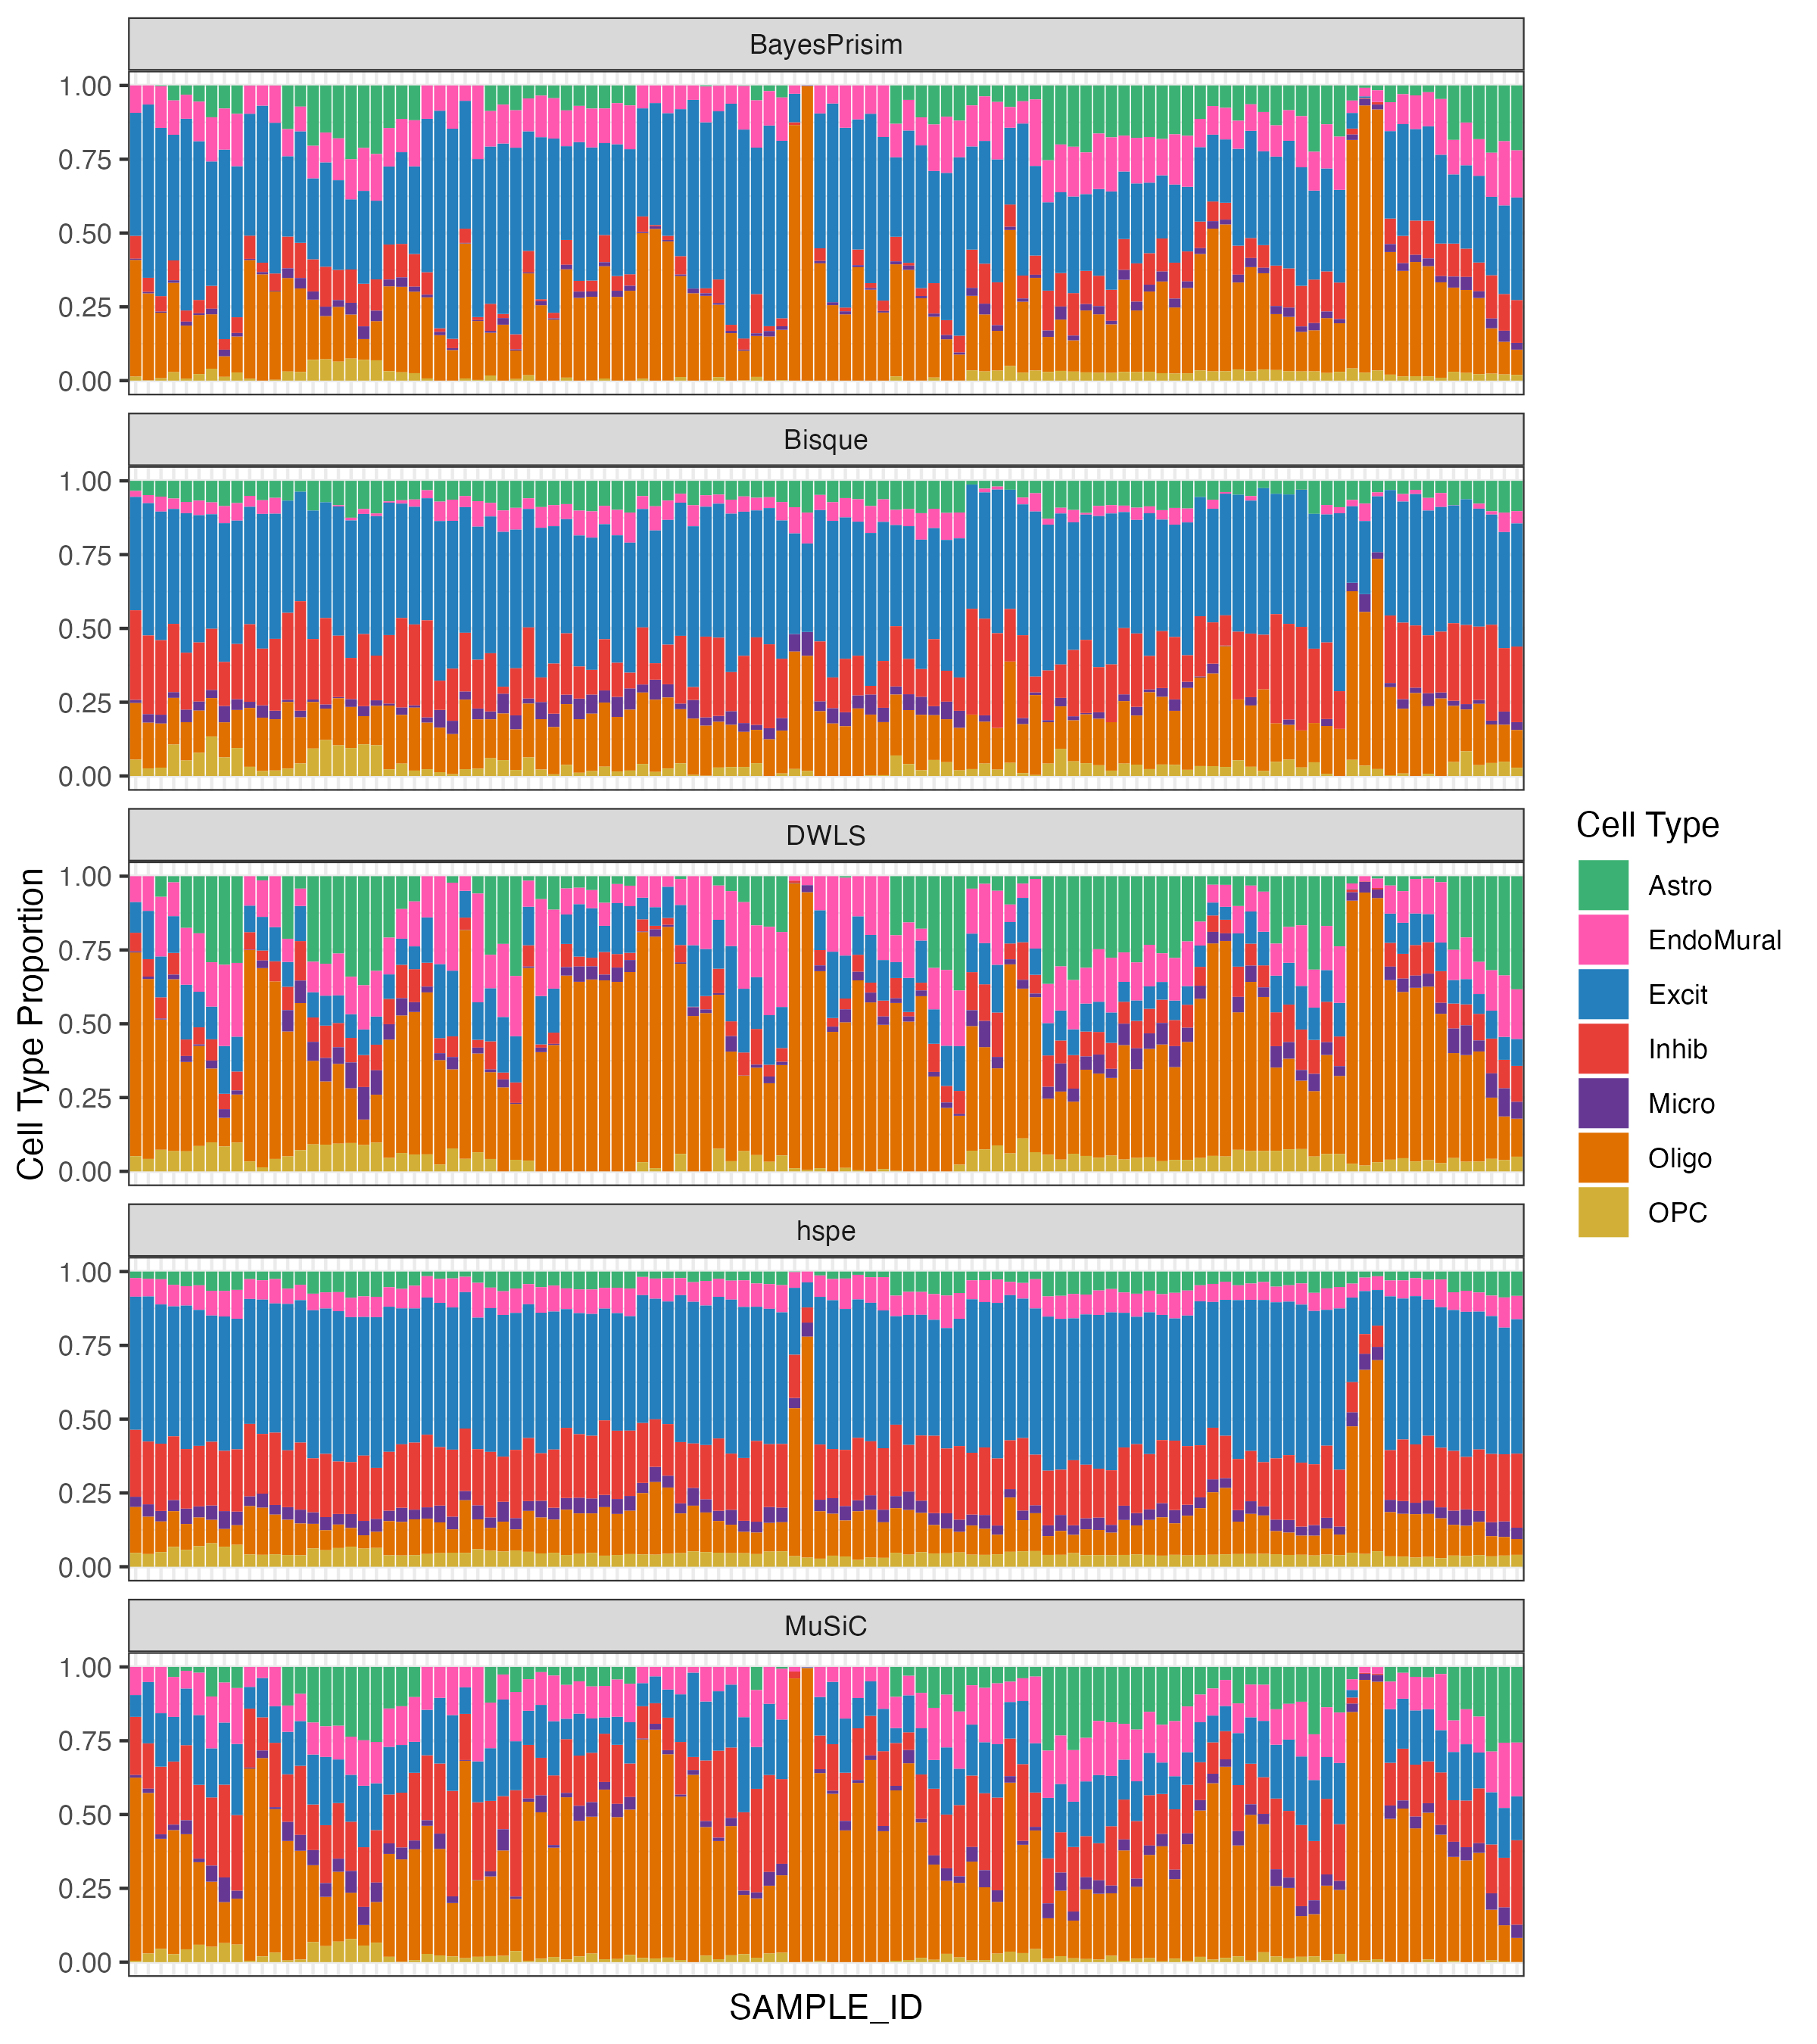 BayesPrisim
1.00
0.75
0.50
0.25
0.00
Bisque
1.00
0.75
0.50
0.25
0.00
DWLS
1.00
0.75
0.50
0.25
0.00
hspe
1.00
0.75
0.50
0.25
0.00
MuSiC
1.00
0.75
0.50
0.25
0.00
Cell Type Proportion
SAMPLE_ID
Cell Type
Astro
EndoMural
Excit
Inhib
Micro
Oligo
OPC